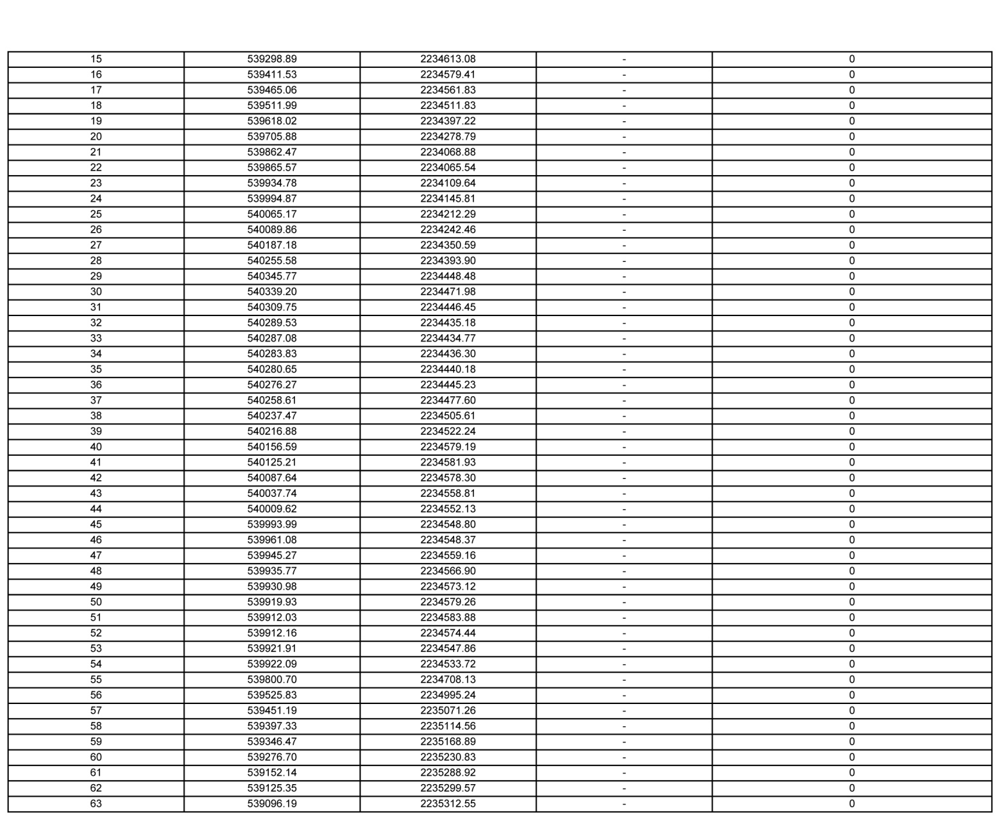 15 539298.89 2234613.08 - 0
16 539411.53 2234579.41 - 0
17 539465.06 2234561.83 - 0
18 539511.99 2234511.83 - 0
19 539618.02 2234397.22 - 0
20 539705.88 2234278.79 - 0
21 539862.47 2234068.88 - 0
22 539865.57 2234065.54 - 0
23 539934.78 2234109.64 - 0
24 539994.87 2234145.81 - 0
25 540065.17 2234212.29 - 0
26 540089.86 2234242.46 - 0
27 540187.18 2234350.59 - 0
28 540255.58 2234393.90 - 0
29 540345.77 2234448.48 - 0
30 540339.20 2234471.98 - 0
31 540309.75 2234446.45 - 0
32 540289.53 2234435.18 - 0
33 540287.08 2234434.77 - 0
34 540283.83 2234436.30 - 0
35 540280.65 2234440.18 - 0
36 540276.27 2234445.23 - 0
37 540258.61 2234477.60 - 0
38 540237.47 2234505.61 - 0
39 540216.88 2234522.24 - 0
40 540156.59 2234579.19 - 0
41 540125.21 2234581.93 - 0
42 540087.64 2234578.30 - 0
43 540037.74 2234558.81 - 0
44 540009.62 2234552.13 - 0
45 539993.99 2234548.80 - 0
46 539961.08 2234548.37 - 0
47 539945.27 2234559.16 - 0
48 539935.77 2234566.90 - 0
49 539930.98 2234573.12 - 0
50 539919.93 2234579.26 - 0
51 539912.03 2234583.88 - 0
52 539912.16 2234574.44 - 0
53 539921.91 2234547.86 - 0
54 539922.09 2234533.72 - 0
55 539800.70 2234708.13 - 0
56 539525.83 2234995.24 - 0
57 539451.19 2235071.26 - 0
58 539397.33 2235114.56 - 0
59 539346.47 2235168.89 - 0
60 539276.70 2235230.83 - 0
61 539152.14 2235288.92 - 0
62 539125.35 2235299.57 - 0
63 539096.19 2235312.55 - 0